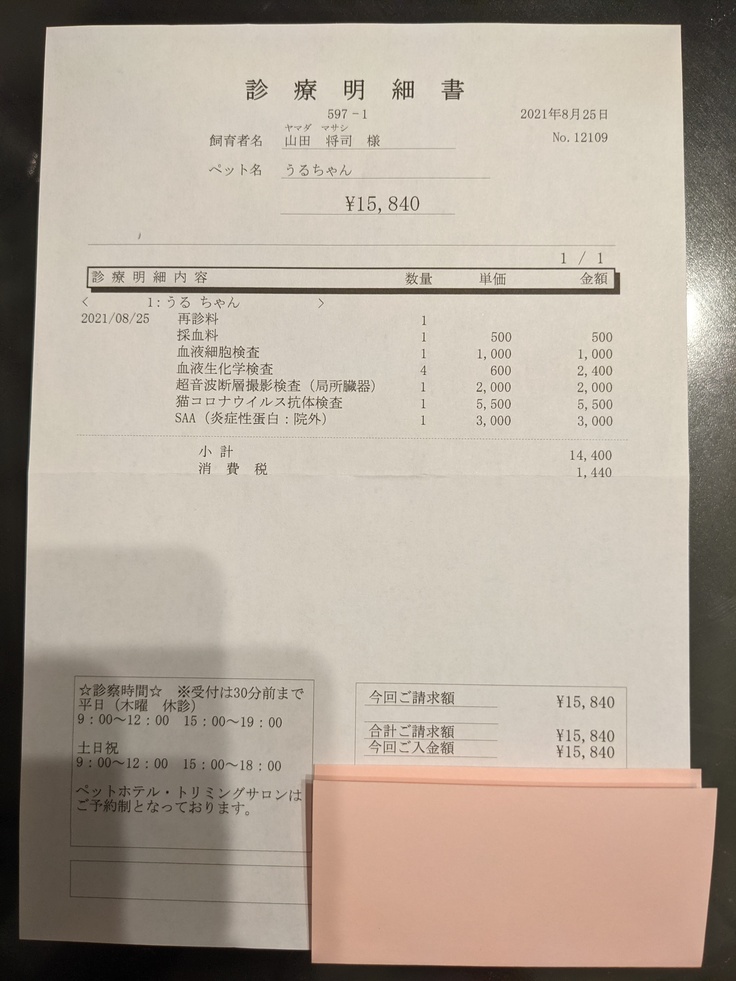 診療明細書
597-1
2021年8月25日
ヤマダ マサシ
飼育者名 山田 将司 様
No.12109
ペット名 うるちゃん
¥15,840
1 / 1
診療明細内容 数量 単価 金額
< 1:うる ちゃん >
2021/08/25 再診料 1
採血料 1 500 500
血液細胞検査 1 1,000 1,000
血液生化学検査 4 600 2,400
超音波断層撮影検査（局所臓器） 1 2,000 2,000
猫コロナウイルス抗体検査 1 5,500 5,500
SAA（炎症性蛋白：院外） 1 3,000 3,000
小計 14,400
消費税 1,440
☆診察時間☆ ※受付は30分前まで
平日（木曜 休診）
9：00～12：00 15：00～19：00
土日祝
9：00～12：00 15：00～18：00
ペットホテル・トリミングサロンは
ご予約制となっております。
今回ご請求額 ¥15,840
合計ご請求額 ¥15,840
今回ご入金額 ¥15,840